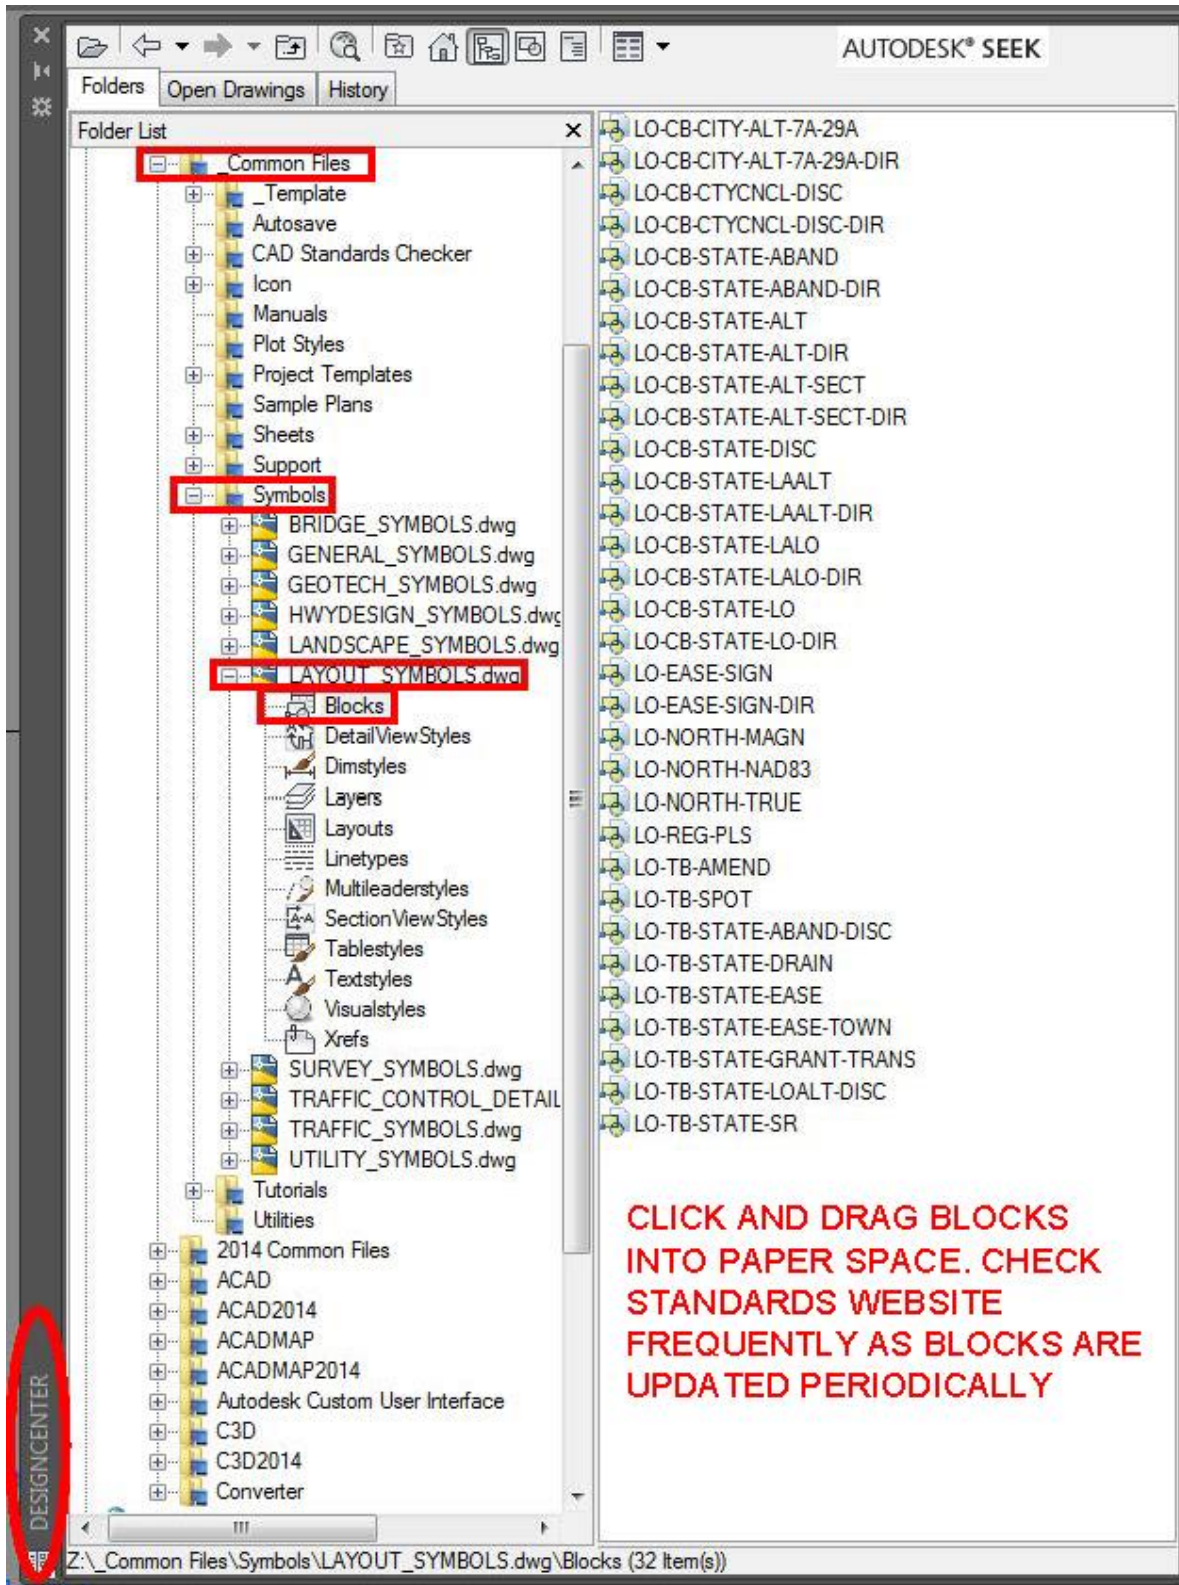 AUTODESK® SEEK
Folders Open Drawings History
Folder List
_Common Files
_Template
Autosave
CAD Standards Checker
Icon
Manuals
Plot Styles
Project Templates
Sample Plans
Sheets
Support
Symbols
BRIDGE_SYMBOLS.dwg
GENERAL_SYMBOLS.dwg
GEOTECH_SYMBOLS.dwg
HWYDESIGN_SYMBOLS.dwg
LANDSCAPE_SYMBOLS.dwg
LAYOUT_SYMBOLS.dwg
Blocks
DetailViewStyles
Dimstyles
Layers
Layouts
Linetypes
Multileaderstyles
SectionViewStyles
Tablestyles
Textstyles
Visualstyles
Xrefs
SURVEY_SYMBOLS.dwg
TRAFFIC_CONTROL_DETAIL
TRAFFIC_SYMBOLS.dwg
UTILITY_SYMBOLS.dwg
Tutorials
Utilities
2014 Common Files
ACAD
ACAD2014
ACADMAP
ACADMAP2014
Autodesk Custom User Interface
C3D
C3D2014
Converter
LO-CB-CITY-ALT-7A-29A
LO-CB-CITY-ALT-7A-29A-DIR
LO-CB-CTYCNCL-DISC
LO-CB-CTYCNCL-DISC-DIR
LO-CB-STATE-ABAND
LO-CB-STATE-ABAND-DIR
LO-CB-STATE-ALT
LO-CB-STATE-ALT-DIR
LO-CB-STATE-ALT-SECT
LO-CB-STATE-ALT-SECT-DIR
LO-CB-STATE-DISC
LO-CB-STATE-LAALT
LO-CB-STATE-LAALT-DIR
LO-CB-STATE-LALO
LO-CB-STATE-LALO-DIR
LO-CB-STATE-LO
LO-CB-STATE-LO-DIR
LO-EASE-SIGN
LO-EASE-SIGN-DIR
LO-NORTH-MAGN
LO-NORTH-NAD83
LO-NORTH-TRUE
LO-REG-PLS
LO-TB-AMEND
LO-TB-SPOT
LO-TB-STATE-ABAND-DISC
LO-TB-STATE-DRAIN
LO-TB-STATE-EASE
LO-TB-STATE-EASE-TOWN
LO-TB-STATE-GRANT-TRANS
LO-TB-STATE-LOALT-DISC
LO-TB-STATE-SR
CLICK AND DRAG BLOCKS
INTO PAPER SPACE. CHECK
STANDARDS WEBSITE
FREQUENTLY AS BLOCKS ARE
UPDATED PERIODICALLY
DESIGNCENTER
Z:\_Common Files\Symbols\LAYOUT_SYMBOLS.dwg\Blocks (32 Item(s))